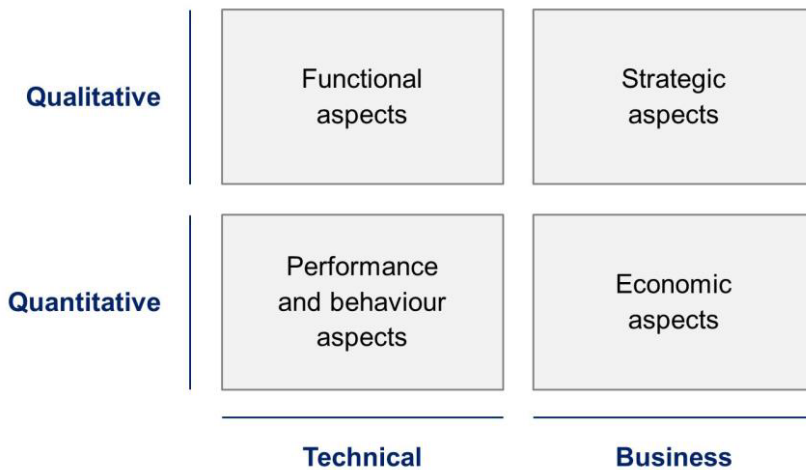 Qualitative
Functional
aspects
Strategic
aspects
Quantitative
Performance
and behaviour
aspects
Economic
aspects
Technical
Business